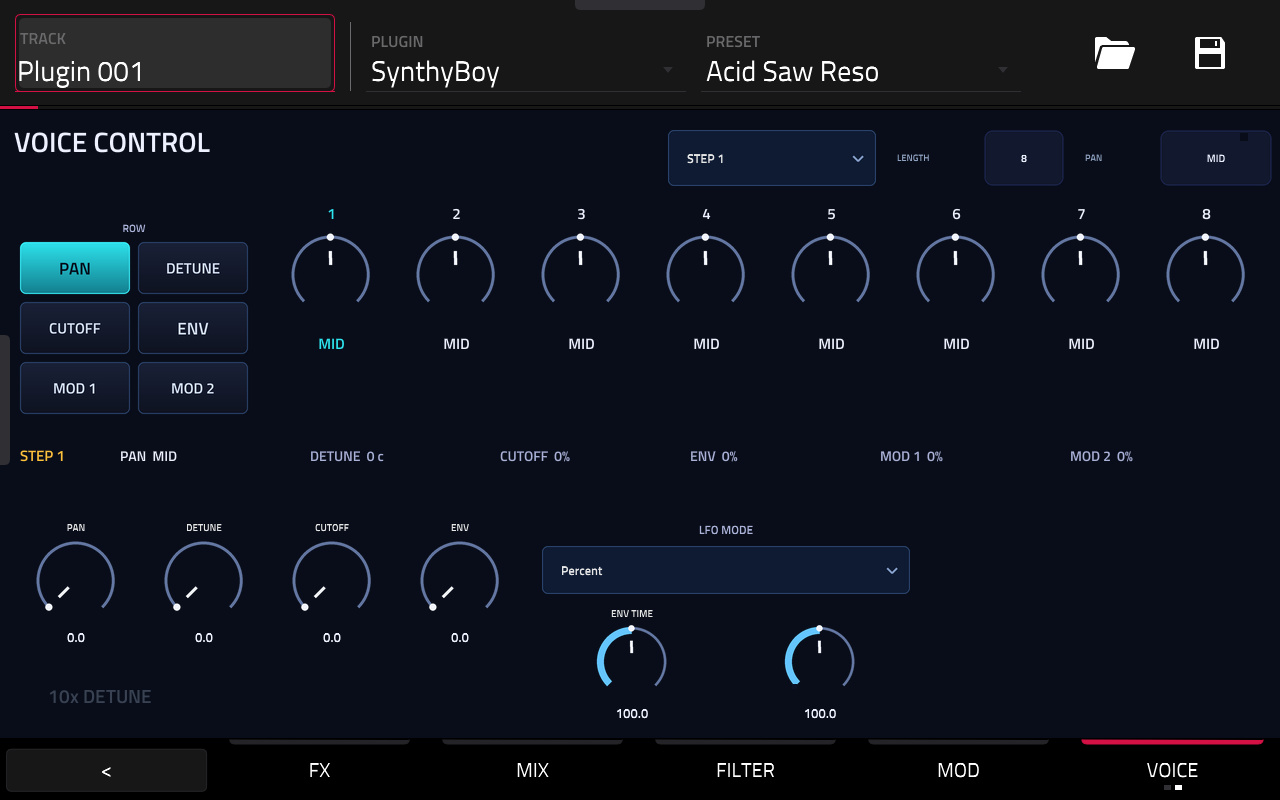 TRACK
Plugin 001
PLUGIN
SynthyBoy
PRESET
Acid Saw Reso
VOICE CONTROL
STEP 1
LENGTH
8
PAN
MID
ROW
PAN
DETUNE
CUTOFF
ENV
MOD 1
MOD 2
1 2 3 4 5 6 7 8
MID MID MID MID MID MID MID MID
STEP 1 PAN MID DETUNE 0 c CUTOFF 0% ENV 0% MOD 1 0% MOD 2 0%
PAN DETUNE CUTOFF ENV
0.0 0.0 0.0 0.0
LFO MODE
Percent
ENV TIME
100.0 100.0
10x DETUNE
< FX MIX FILTER MOD VOICE